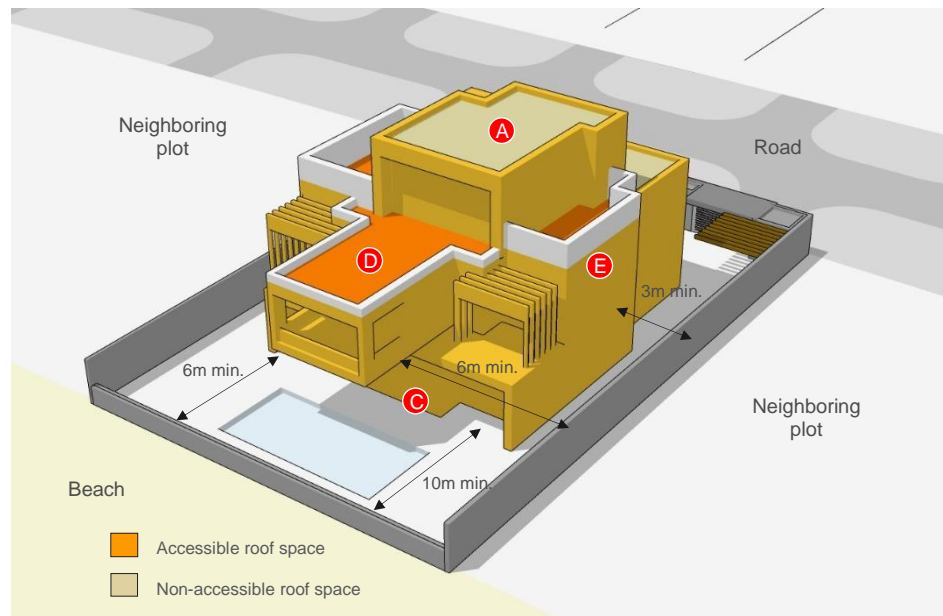 Neighboring
plot
A
Road
D
E
3m min.
6m min.
6m min.
C
Neighboring
plot
10m min.
Beach
Accessible roof space
Non-accessible roof space